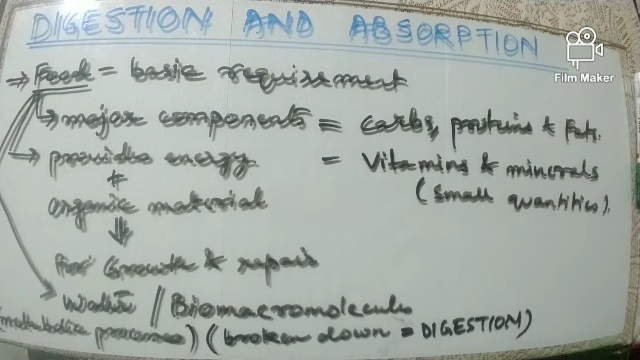 DIGESTION AND ABSORPTION
Film Maker
→ Food = basic requirement
→ major components = carbs, proteins & Fats.
→ provides energy = Vitamins & minerals
+
organic material (small quantities).
⇓
For Growth & repair
Water // Biomacromolecules
(metabolic processes) (broken down = DIGESTION)